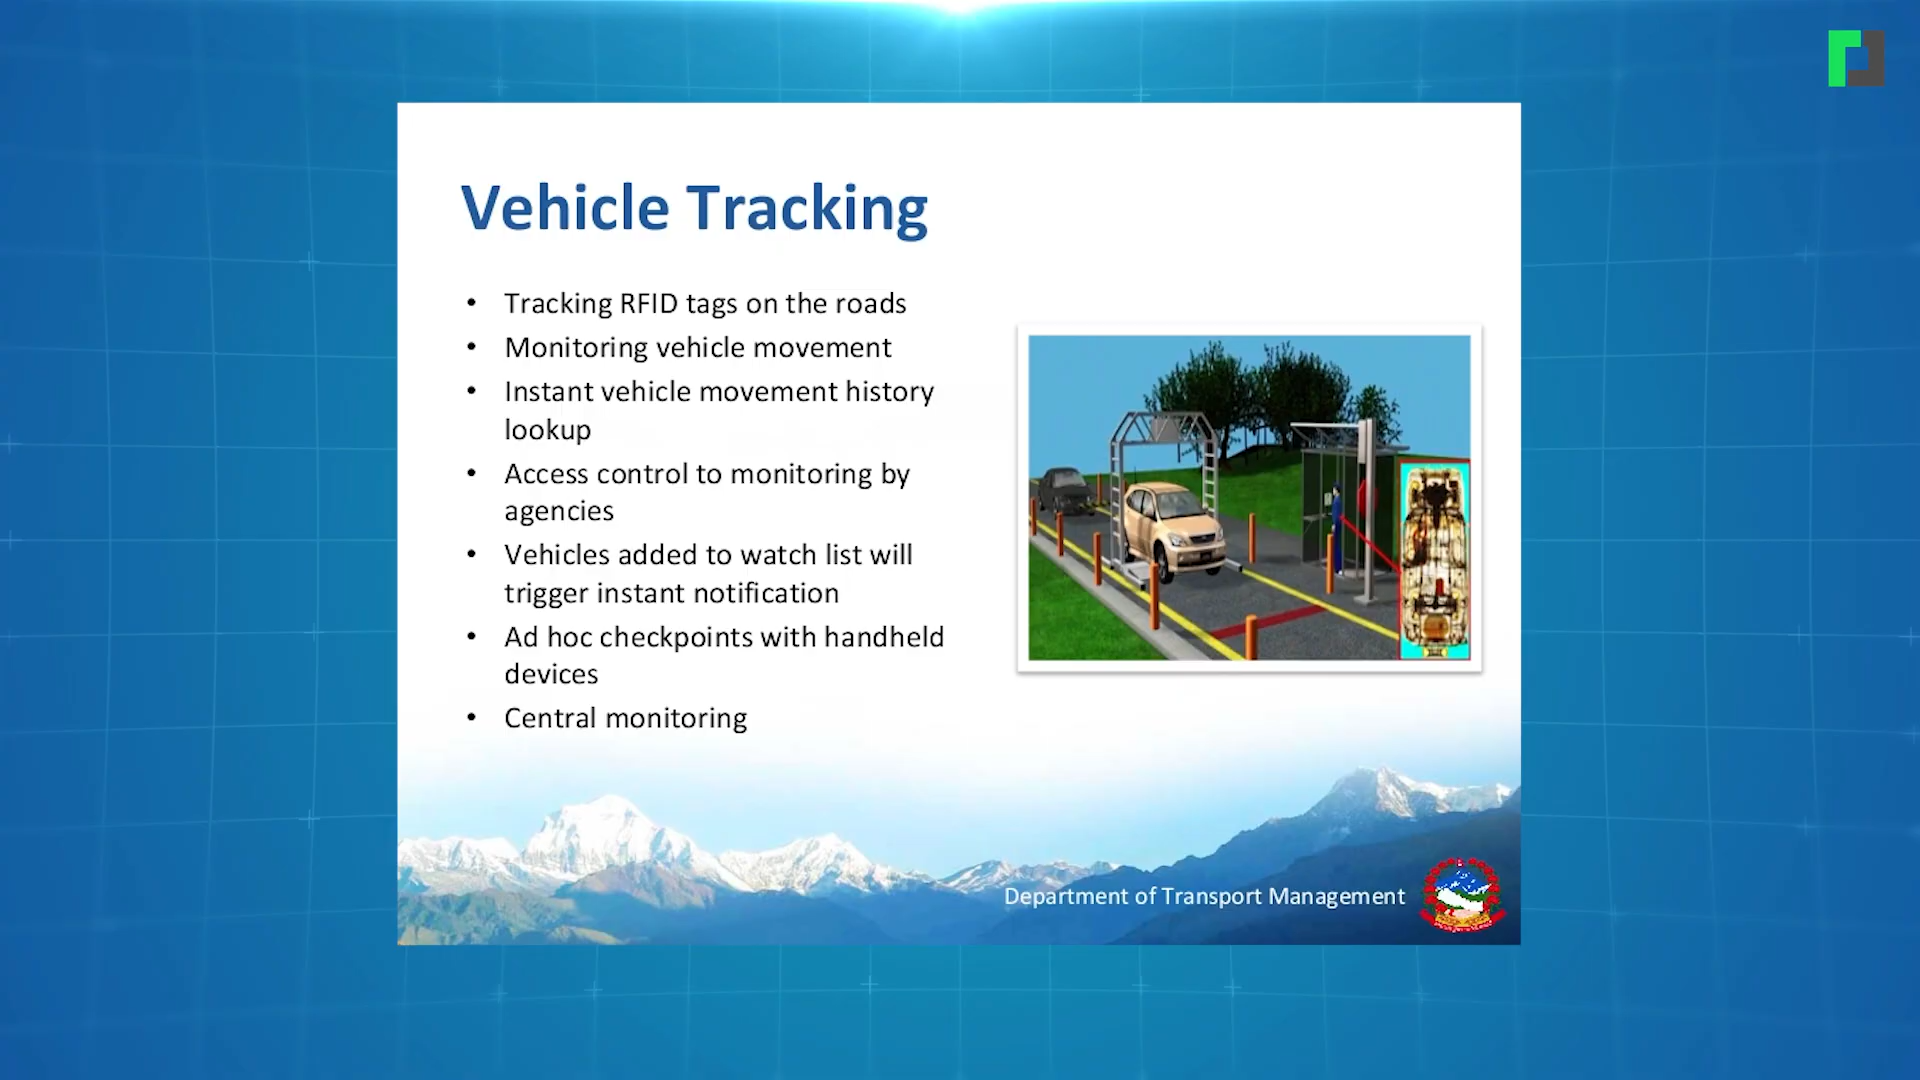 Vehicle Tracking
• Tracking RFID tags on the roads
• Monitoring vehicle movement
• Instant vehicle movement history
lookup
• Access control to monitoring by
agencies
• Vehicles added to watch list will
trigger instant notification
• Ad hoc checkpoints with handheld
devices
• Central monitoring
Department of Transport Management